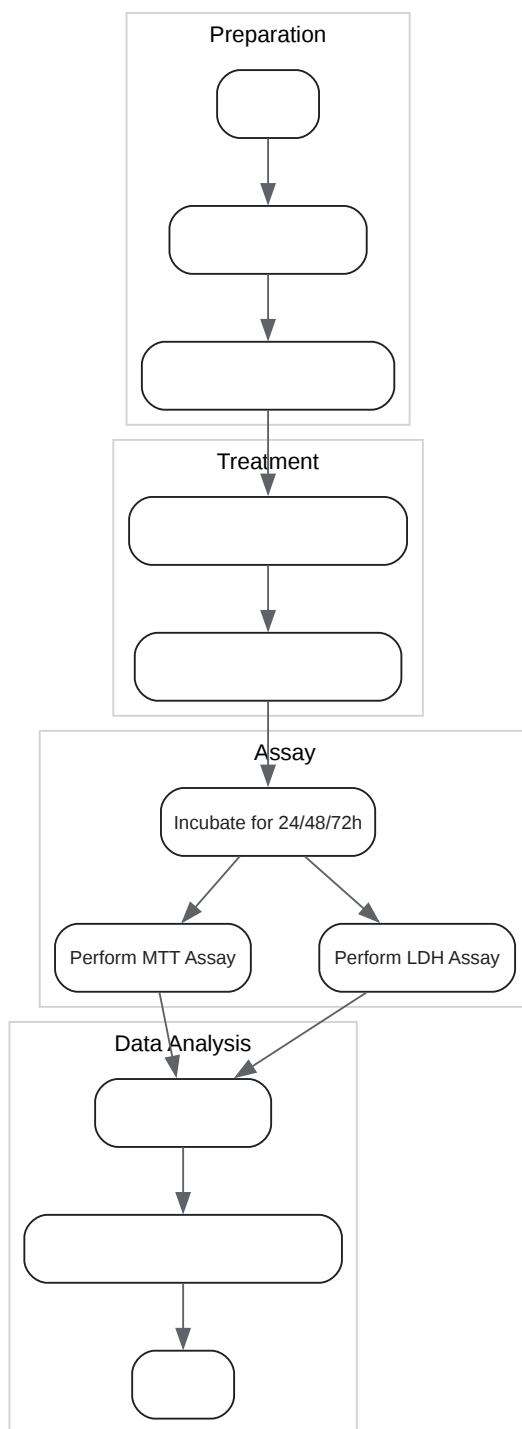 Preparation
Treatment
Assay
Incubate for 24/48/72h
Perform MTT Assay
Perform LDH Assay
Data Analysis